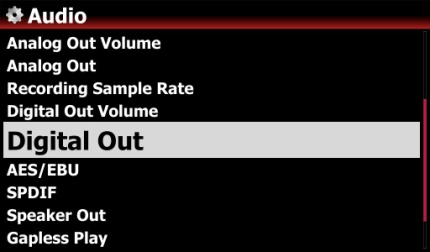 Audio
Analog Out Volume
Analog Out
Recording Sample Rate
Digital Out Volume
Digital Out
AES/EBU
SPDIF
Speaker Out
Gapless Play